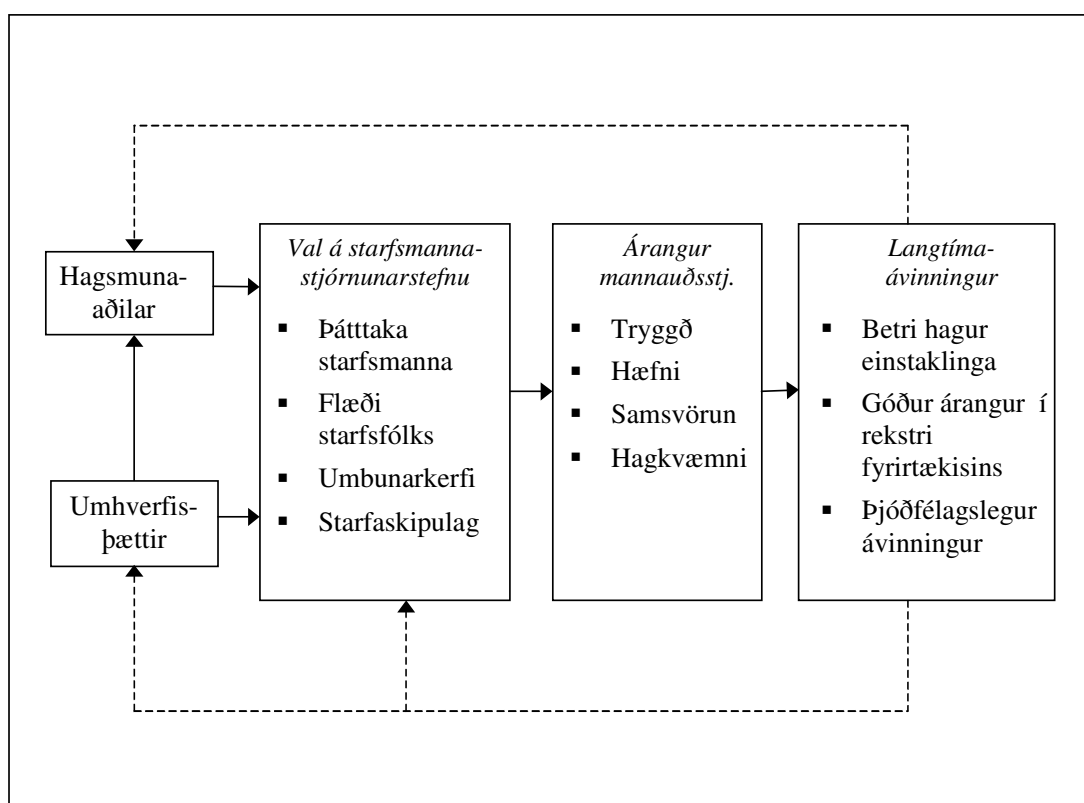 Hagsmuna-
aðilar
Umhverfis-
þættir
Val á starfsmanna-
stjórnunarstefnu
▪ Þátttaka
starfsmanna
▪ Flæði
starfsfólks
▪ Umbunarkerfi
▪ Starfaskipulag
Árangur
mannauðsstj.
▪ Tryggð
▪ Hæfni
▪ Samsvörun
▪ Hagkvæmni
Langtíma-
ávinningur
▪ Betri hagur
einstaklinga
▪ Góður árangur í
rekstri
fyrirtækisins
▪ Þjóðfélagslegur
ávinningur